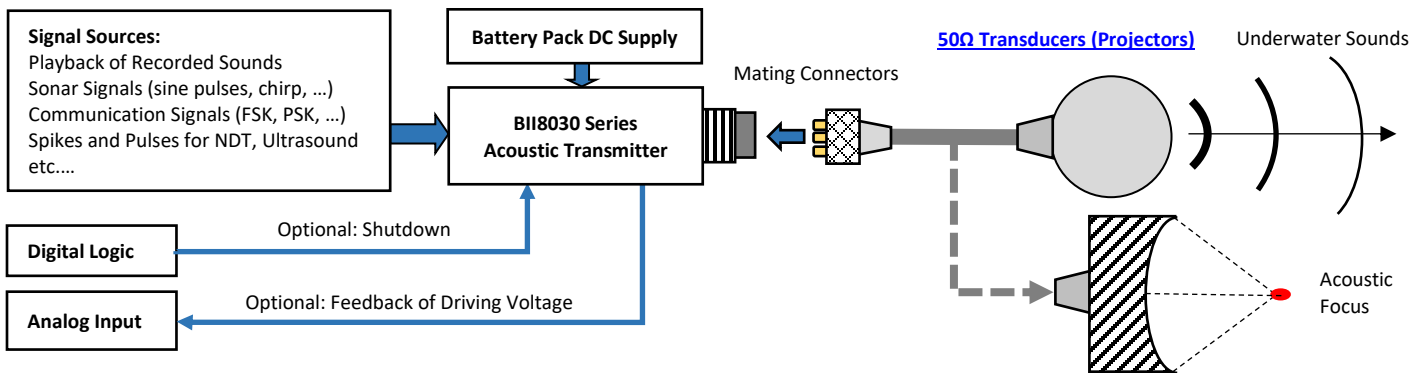 Signal Sources:
Playback of Recorded Sounds
Sonar Signals (sine pulses, chirp, ...)
Communication Signals (FSK, PSK, ...)
Spikes and Pulses for NDT, Ultrasound
etc....
Battery Pack DC Supply
BII8030 Series
Acoustic Transmitter
Mating Connectors
50Ω Transducers (Projectors)
Underwater Sounds
Digital Logic
Optional: Shutdown
Analog Input
Optional: Feedback of Driving Voltage
Acoustic
Focus